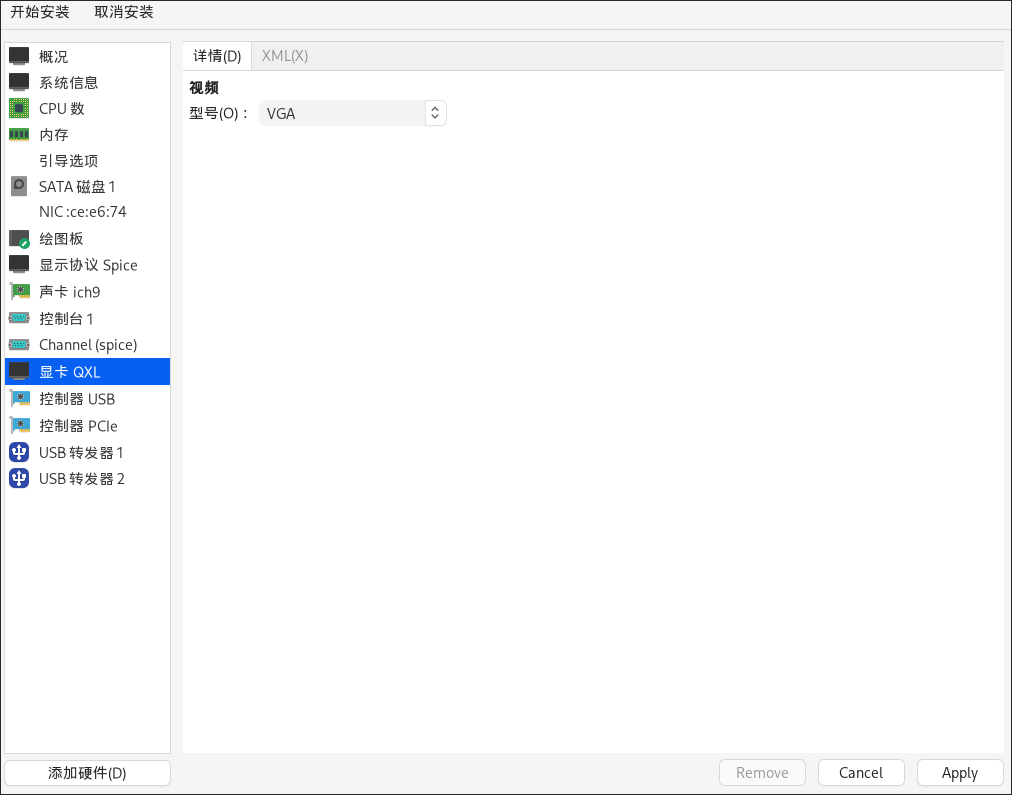 开始安装 取消安装
概况
系统信息
CPU 数
内存
引导选项
SATA 磁盘 1
NIC :ce:e6:74
绘图板
显示协议 Spice
声卡 ich9
控制台 1
Channel (spice)
显卡 QXL
控制器 USB
控制器 PCIe
USB 转发器 1
USB 转发器 2
添加硬件(D)
详情(D) XML(X)
视频
型号(O)： VGA
Remove Cancel Apply